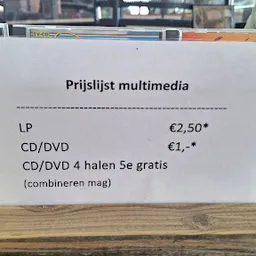 Prijslijst multimedia
LP €2,50*
CD/DVD €1,-*
CD/DVD 4 halen 5e gratis
(combineren mag)